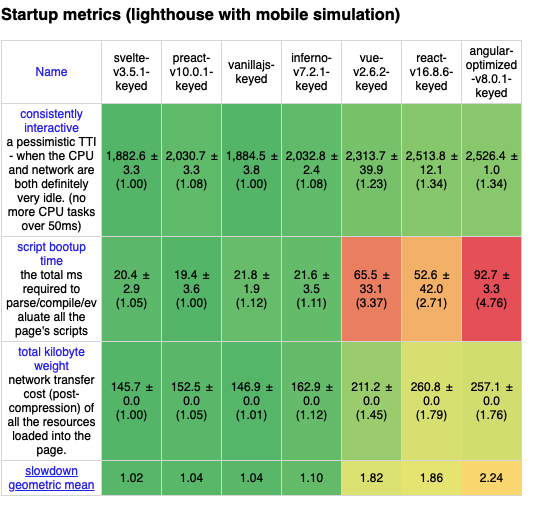 Startup metrics (lighthouse with mobile simulation)
Name
svelte-
v3.5.1-
keyed
preact-
v10.0.1-
keyed
vanillajs-
keyed
inferno-
v7.2.1-
keyed
vue-
v2.6.2-
keyed
react-
v16.8.6-
keyed
angular-
optimized
-v8.0.1-
keyed
consistently
interactive
a pessimistic TTI
- when the CPU
and network are
both definitely
very idle. (no
more CPU tasks
over 50ms)
1,882.6 ±
3.3
(1.00)
2,030.7 ±
3.3
(1.08)
1,884.5 ±
3.8
(1.00)
2,032.8 ±
2.4
(1.08)
2,313.7 ±
39.9
(1.23)
2,513.8 ±
12.1
(1.34)
2,526.4 ±
1.0
(1.34)
script bootup
time
the total ms
required to
parse/compile/ev
aluate all the
page's scripts
20.4 ±
2.9
(1.05)
19.4 ±
3.6
(1.00)
21.8 ±
1.9
(1.12)
21.6 ±
3.5
(1.11)
65.5 ±
33.1
(3.37)
52.6 ±
42.0
(2.71)
92.7 ±
3.3
(4.76)
total kilobyte
weight
network transfer
cost (post-
compression) of
all the resources
loaded into the
page.
145.7 ±
0.0
(1.00)
152.5 ±
0.0
(1.05)
146.9 ±
0.0
(1.01)
162.9 ±
0.0
(1.12)
211.2 ±
0.0
(1.45)
260.8 ±
0.0
(1.79)
257.1 ±
0.0
(1.76)
slowdown
geometric mean
1.02
1.04
1.04
1.10
1.82
1.86
2.24